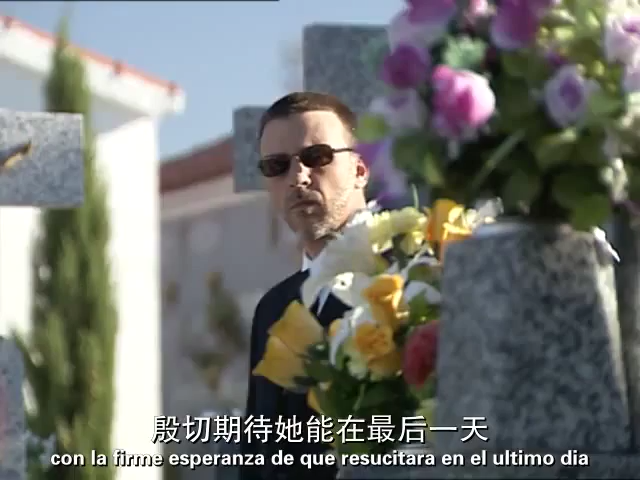 殷切期待她能在最后一天
con la firme esperanza de que resucitara en el ultimo dia